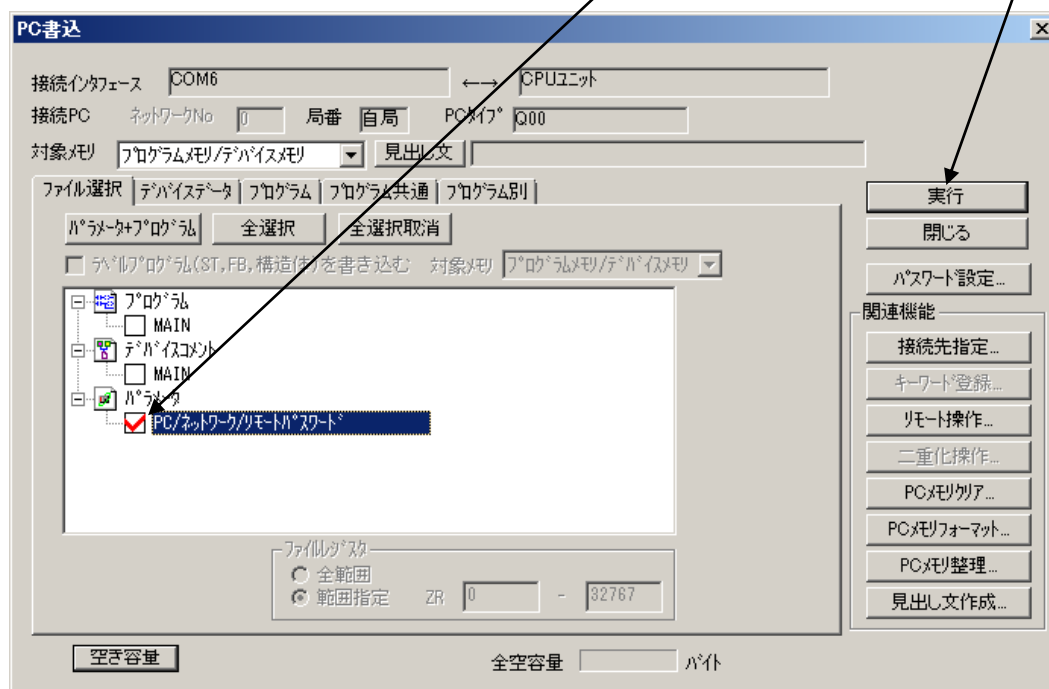 PC書込
接続インタフェース COM6 ←→ CPUユニット
接続PC ネットワークNo 0 局番 自局 PCタイプ Q00
対象メモリ プログラムメモリ/デバイスメモリ 見出し文
ファイル選択 デバイスデータ プログラム プログラム共通 プログラム別
実行
パラメータ+プログラム 全選択 全選択取消
閉じる
ラベルプログラム(ST,FB,構造体)を書き込む 対象メモリ プログラムメモリ/デバイスメモリ
パスワード設定...
プログラム
MAIN
デバイスコメント
MAIN
パラメータ
PC/ネットワーク/リモートパスワード
関連機能
接続先指定...
キーワード登録...
リモート操作...
二重化操作...
PCメモリクリア...
PCメモリフォーマット...
PCメモリ整理...
見出し文作成...
ファイルレジスタ
全範囲
範囲指定 ZR 0 - 32767
空き容量 全空容量 バイト